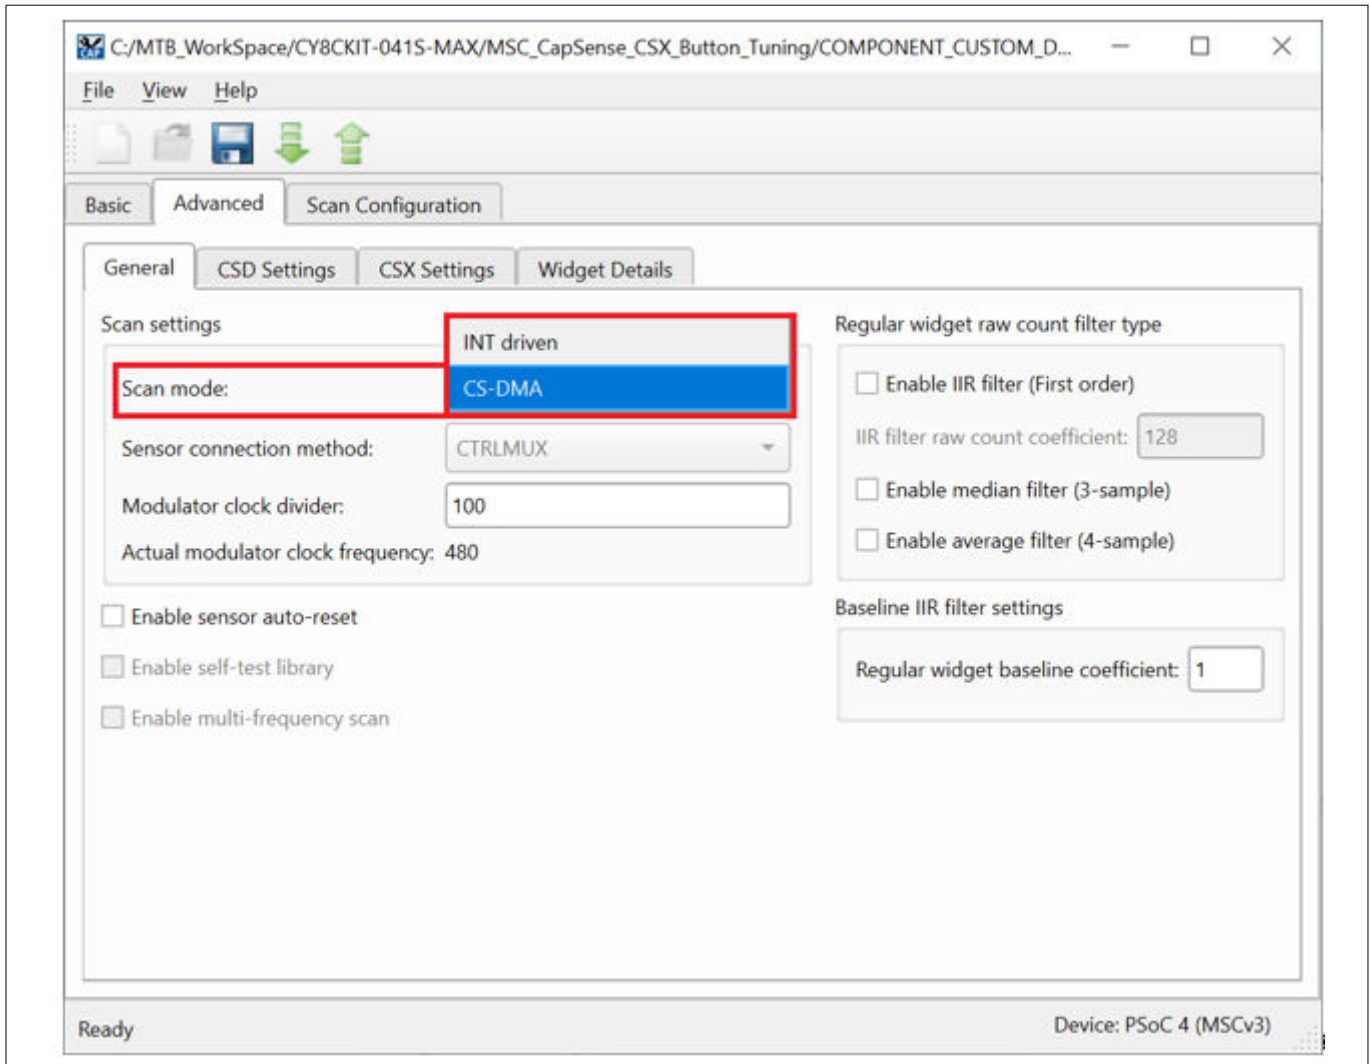 CAP C:/MTB_WorkSpace/CY8CKIT-041S-MAX/MSC_CapSense_CSX_Button_Tuning/COMPONENT_CUSTOM_D...
File View Help
Basic Advanced Scan Configuration
General CSD Settings CSX Settings Widget Details
Scan settings
INT driven
Scan mode: CS-DMA
Sensor connection method: CTRLMUX
Modulator clock divider: 100
Actual modulator clock frequency: 480
Enable sensor auto-reset
Enable self-test library
Enable multi-frequency scan
Regular widget raw count filter type
Enable IIR filter (First order)
IIR filter raw count coefficient: 128
Enable median filter (3-sample)
Enable average filter (4-sample)
Baseline IIR filter settings
Regular widget baseline coefficient: 1
Ready
Device: PSoC 4 (MSCv3)